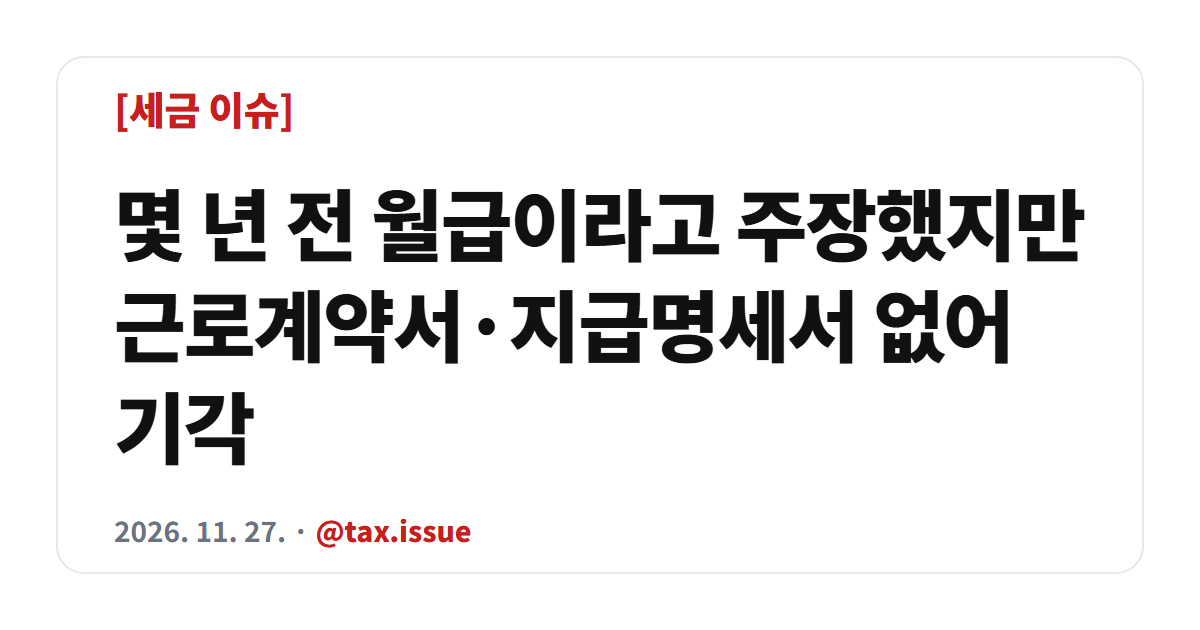 [세금 이슈]
몇 년 전 월급이라고 주장했지만
근로계약서·지급명세서 없어
기각
2026. 11. 27. · @tax.issue